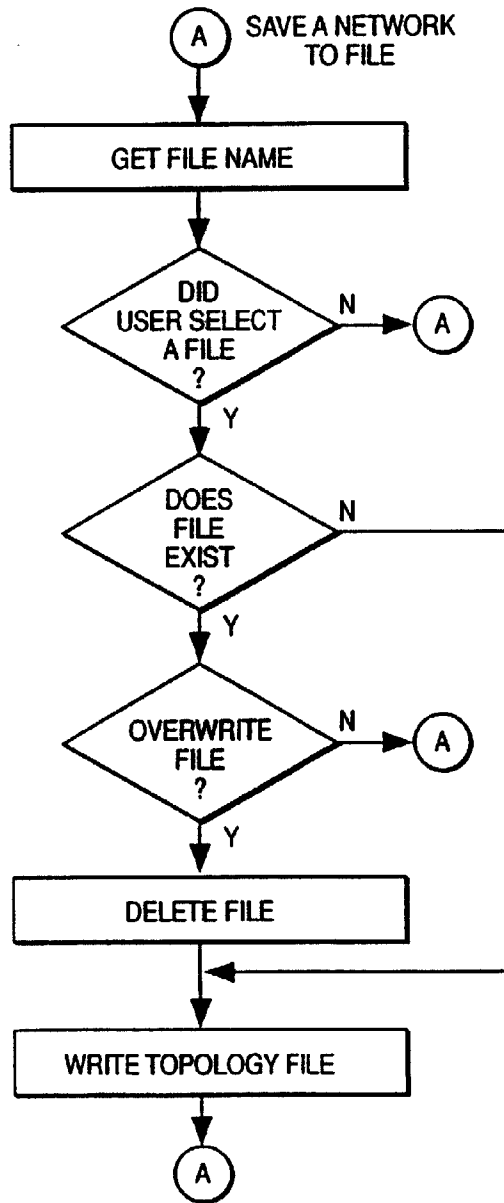 A
SAVE A NETWORK
TO FILE
GET FILE NAME
DID
USER SELECT
A FILE
?
N
A
Y
DOES
FILE
EXIST
?
N
Y
OVERWRITE
FILE
?
N
A
Y
DELETE FILE
WRITE TOPOLOGY FILE
A